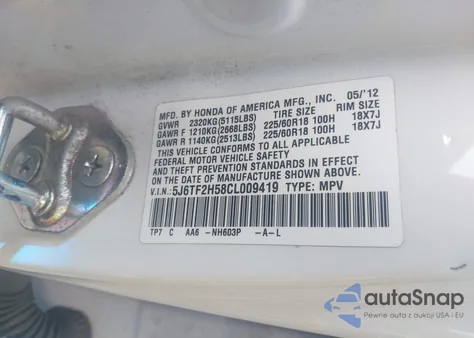 MFD. BY HONDA OF AMERICA MFG., INC. 05/'12
GVWR 2320KG(5115LBS) TIRE SIZE RIM SIZE
GAWR F 1210KG(2668LBS) 225/60R18 100H 18X7J
GAWR R 1140KG(2513LBS) 225/60R18 100H 18X7J
THIS VEHICLE CONFORMS TO ALL APPLICABLE
FEDERAL MOTOR VEHICLE SAFETY
AND THEFT PREVENTION STANDARDS IN EFFECT
ON THE DATE OF MANUFACTURE SHOWN ABOVE.
V.I.N.: 5J6TF2H58CL009419 TYPE: MPV
TP7 C AA6 -NH603P -A-L
autoSnap
Pewne auta z aukcji USA i EU